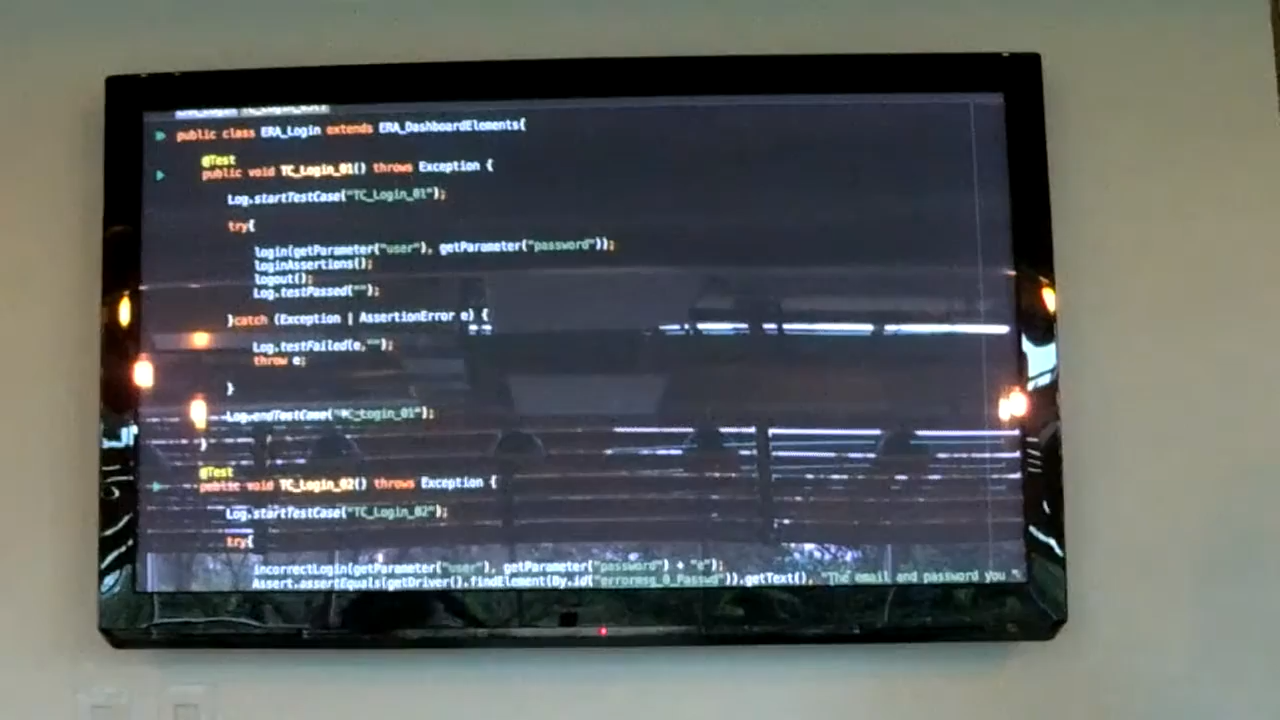 public class ERA_Login extends ERA_DashboardElements{
@Test
public void TC_Login_01() throws Exception {
Log.startTestCase("TC_Login_01");
try{
login(getParameter("user"), getParameter("password"));
loginAssertions();
logout();
Log.testPassed("");
}catch (Exception | AssertionError e) {
Log.testFailed(e,"");
throw e;
}
Log.endTestCase("TC_Login_01");
}
@Test
public void TC_Login_02() throws Exception {
Log.startTestCase("TC_Login_02");
try{
incorrectLogin(getParameter("user"), getParameter("password") + "e");
Assert.assertEquals(getDriver().findElement(By.id("errormsg_0_Passwd")).getText(), "The email and password you